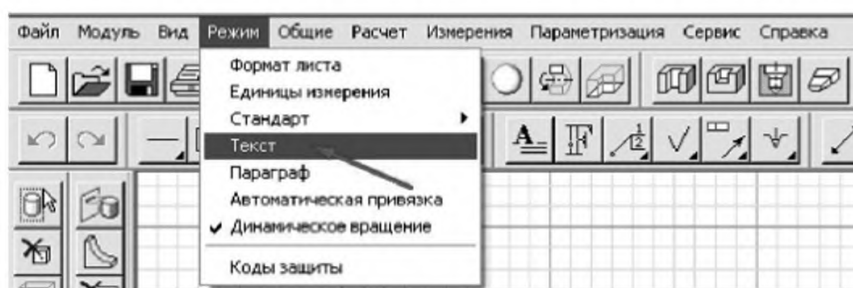 Файл Модуль Вид Режим Общие Расчет Измерения Параметризация Сервис Справка
Формат листа
Единицы измерения
Стандарт
Текст
Параграф
Автоматическая привязка
Динамическое вращение
Коды защиты